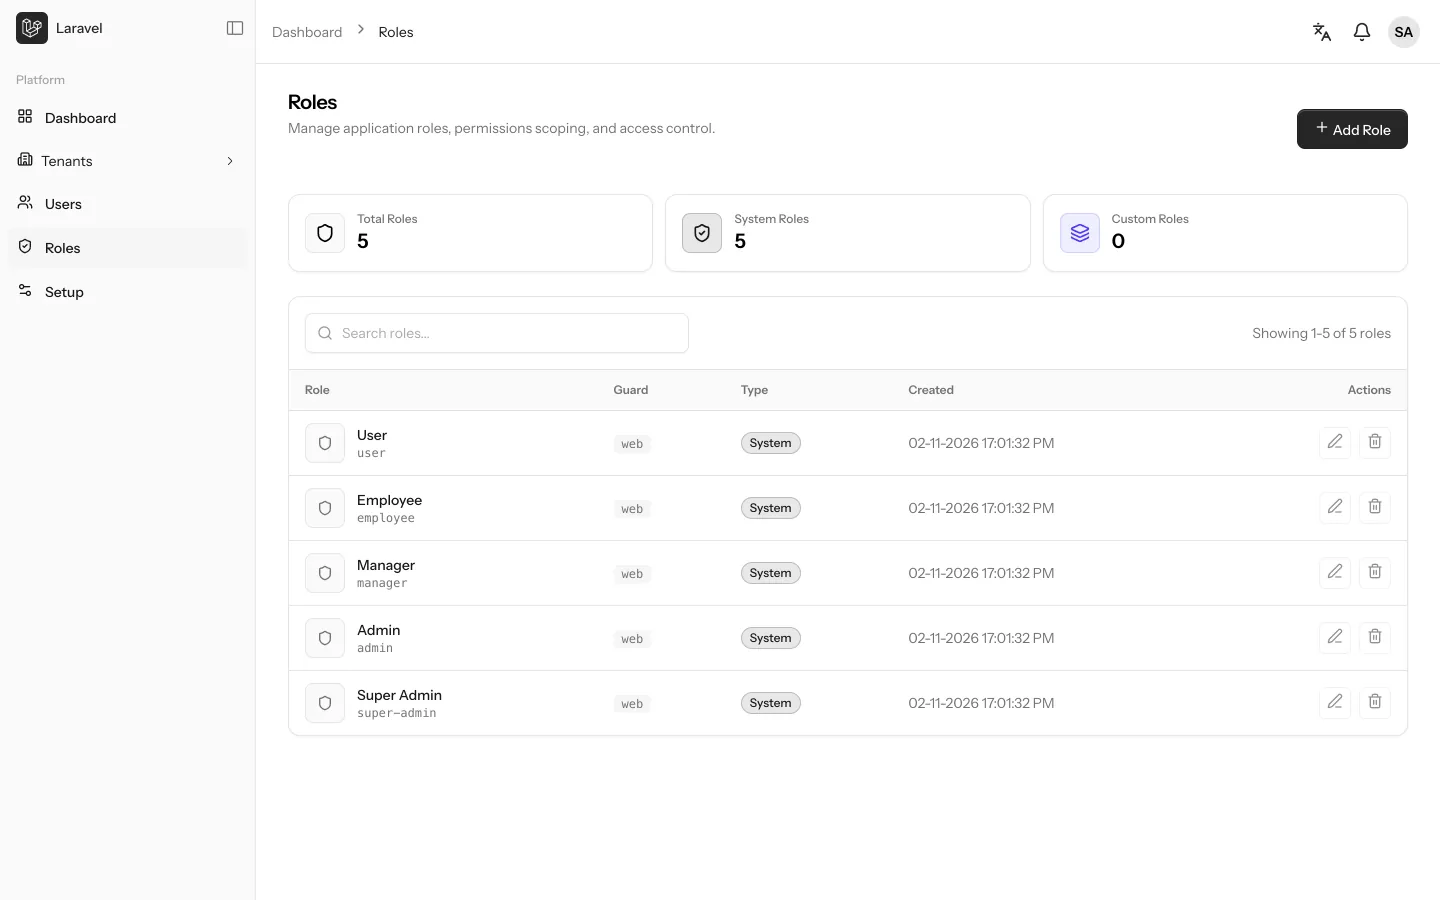 Laravel
Platform
Dashboard
Tenants
Users
Roles
Setup
Dashboard > Roles
SA
Roles
Manage application roles, permissions scoping, and access control.
+ Add Role
Total Roles
5
System Roles
5
Custom Roles
0
Search roles...
Showing 1-5 of 5 roles
Role Guard Type Created Actions
User
user
web System 02-11-2026 17:01:32 PM
Employee
employee
web System 02-11-2026 17:01:32 PM
Manager
manager
web System 02-11-2026 17:01:32 PM
Admin
admin
web System 02-11-2026 17:01:32 PM
Super Admin
super-admin
web System 02-11-2026 17:01:32 PM